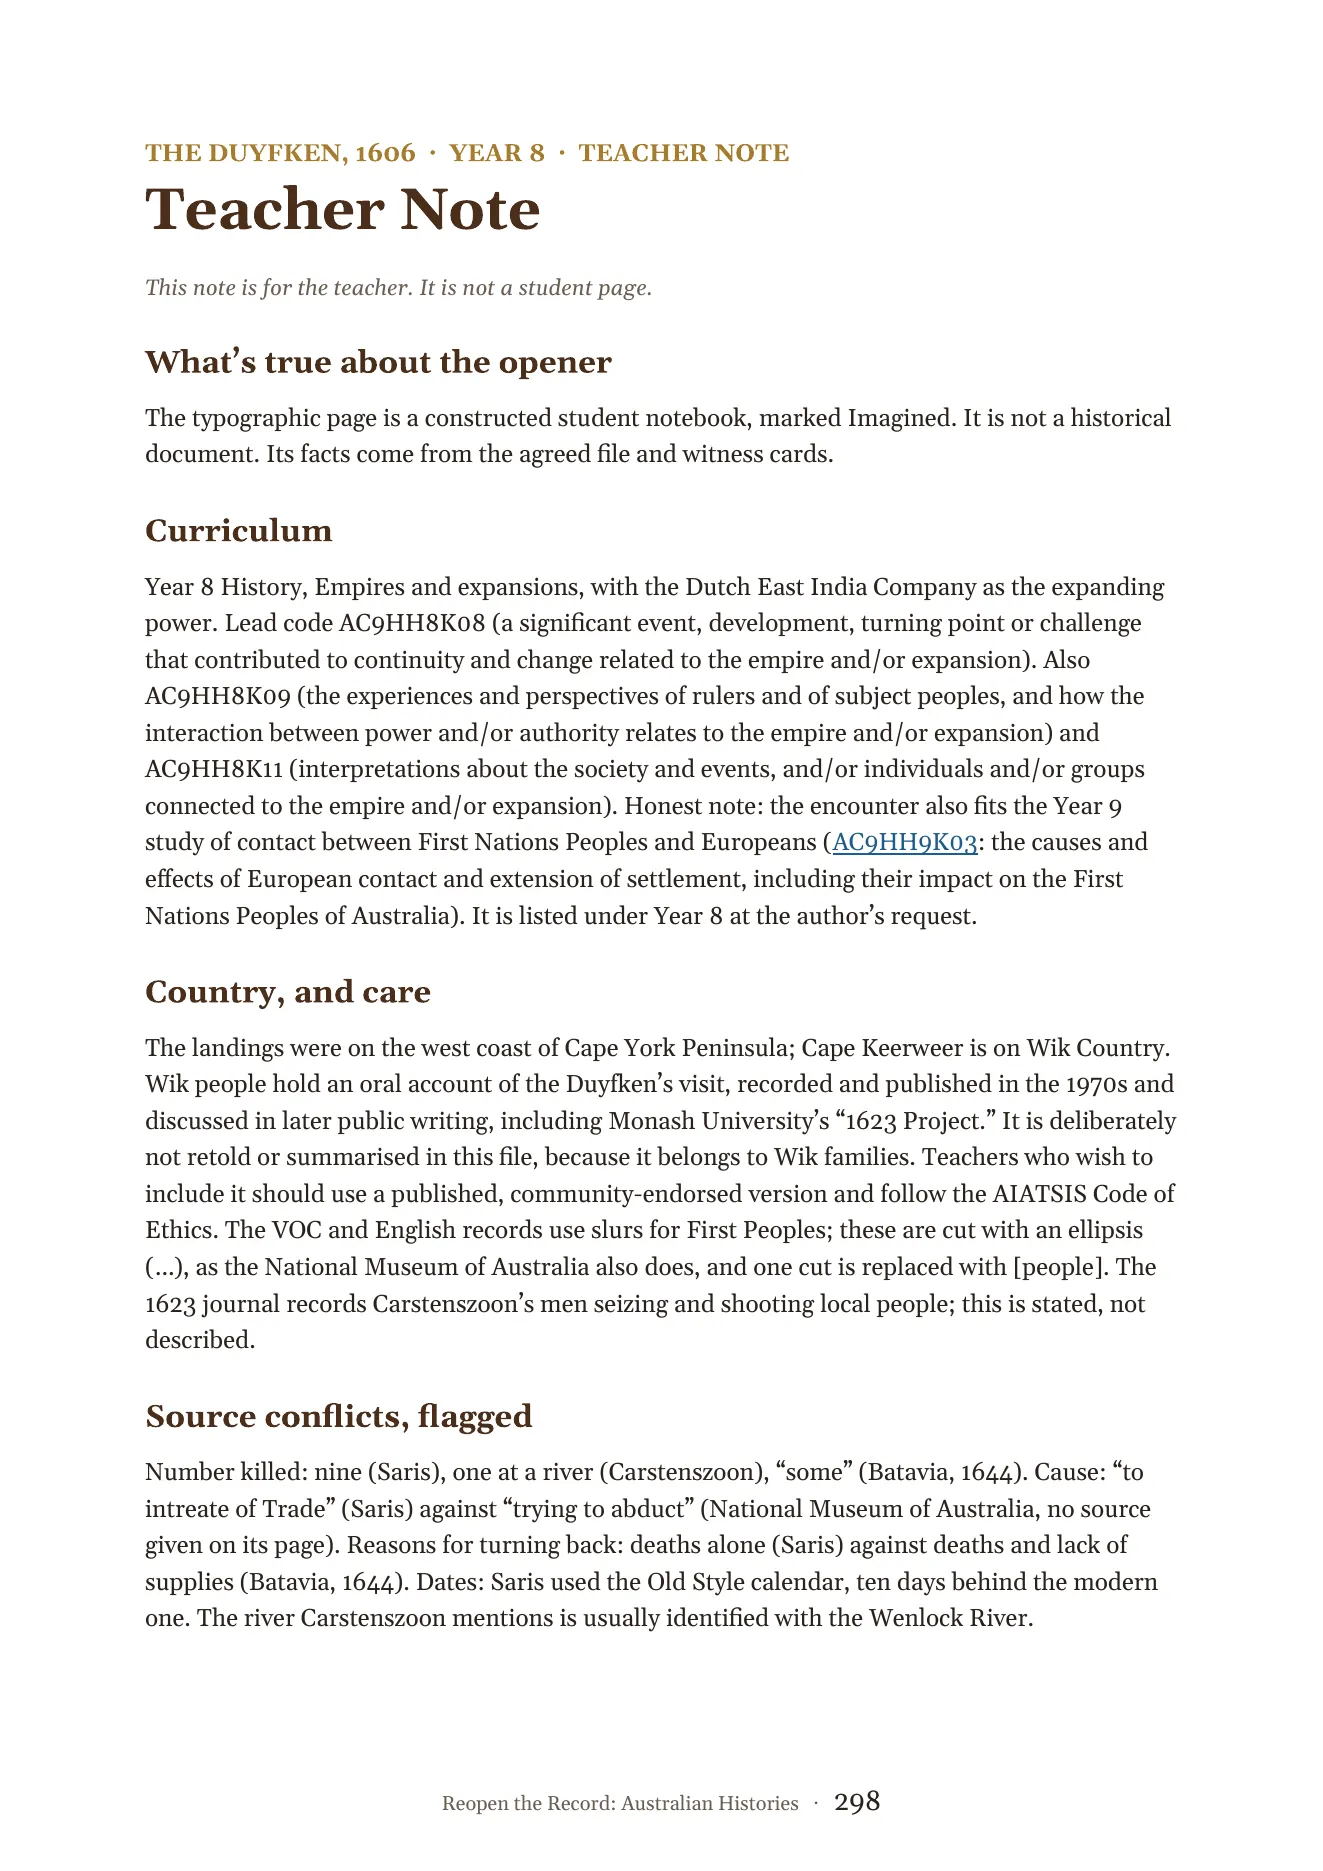 THE DUYFKEN, 1606 · YEAR 8 · TEACHER NOTE
Teacher Note
This note is for the teacher. It is not a student page.
What’s true about the opener
The typographic page is a constructed student notebook, marked Imagined. It is not a historical
document. Its facts come from the agreed file and witness cards.
Curriculum
Year 8 History, Empires and expansions, with the Dutch East India Company as the expanding
power. Lead code AC9HH8K08 (a significant event, development, turning point or challenge
that contributed to continuity and change related to the empire and/or expansion). Also
AC9HH8K09 (the experiences and perspectives of rulers and of subject peoples, and how the
interaction between power and/or authority relates to the empire and/or expansion) and
AC9HH8K11 (interpretations about the society and events, and/or individuals and/or groups
connected to the empire and/or expansion). Honest note: the encounter also fits the Year 9
study of contact between First Nations Peoples and Europeans (AC9HH9K03: the causes and
effects of European contact and extension of settlement, including their impact on the First
Nations Peoples of Australia). It is listed under Year 8 at the author’s request.
Country, and care
The landings were on the west coast of Cape York Peninsula; Cape Keerweer is on Wik Country.
Wik people hold an oral account of the Duyfken’s visit, recorded and published in the 1970s and
discussed in later public writing, including Monash University’s “1623 Project.” It is deliberately
not retold or summarised in this file, because it belongs to Wik families. Teachers who wish to
include it should use a published, community-endorsed version and follow the AIATSIS Code of
Ethics. The VOC and English records use slurs for First Peoples; these are cut with an ellipsis
(…), as the National Museum of Australia also does, and one cut is replaced with [people]. The
1623 journal records Carstenszoon’s men seizing and shooting local people; this is stated, not
described.
Source conflicts, flagged
Number killed: nine (Saris), one at a river (Carstenszoon), “some” (Batavia, 1644). Cause: “to
intreate of Trade” (Saris) against “trying to abduct” (National Museum of Australia, no source
given on its page). Reasons for turning back: deaths alone (Saris) against deaths and lack of
supplies (Batavia, 1644). Dates: Saris used the Old Style calendar, ten days behind the modern
one. The river Carstenszoon mentions is usually identified with the Wenlock River.
Reopen the Record: Australian Histories · 298